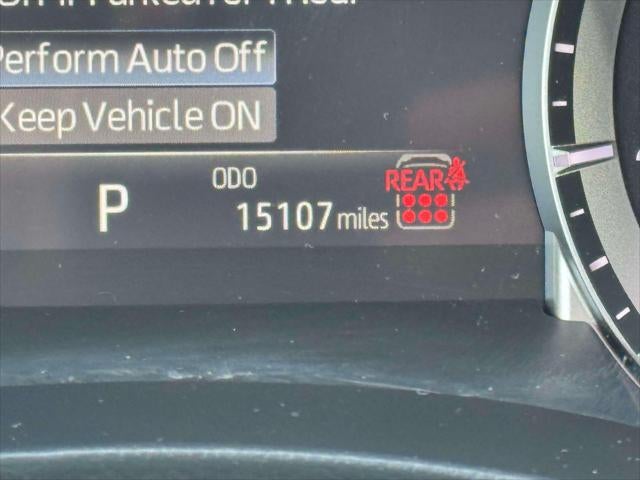 Perform Auto Off
Keep Vehicle ON
P
ODO
15107 miles
REAR